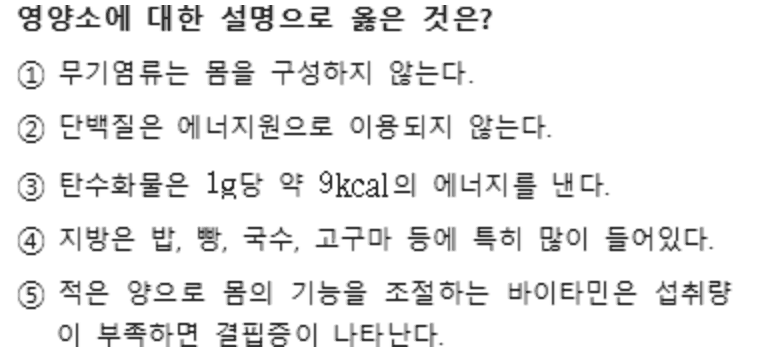 영양소에 대한 설명으로 옳은 것은?
① 무기염류는 몸을 구성하지 않는다.
② 단백질은 에너지원으로 이용되지 않는다.
③ 탄수화물은 1g당 약 9kcal의 에너지를 낸다.
④ 지방은 밥, 빵, 국수, 고구마 등에 특히 많이 들어있다.
⑤ 적은 양으로 몸의 기능을 조절하는 바이타민은 섭취량
이 부족하면 결핍증이 나타난다.